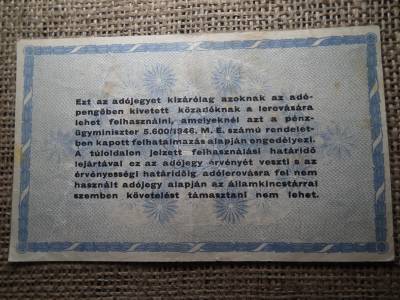 Ezt az adójegyet kizárólag azoknak az adó-
pengőben kivetett közadóknak a lerovására
lehet felhasználni, amelyeknél azt a pénz-
ügyminiszter 5.600/1946. M. E. számú rendelet-
ben kapott felhatalmazás alapján engedélyezi.
A túloldalon jelzett felhasználási határidő
lejártával ez az adójegy érvényét veszti s az
érvényességi határidőig adólerovásra fel nem
használt adójegy alapján az államkincstárral
szemben követelést támasztani nem lehet.